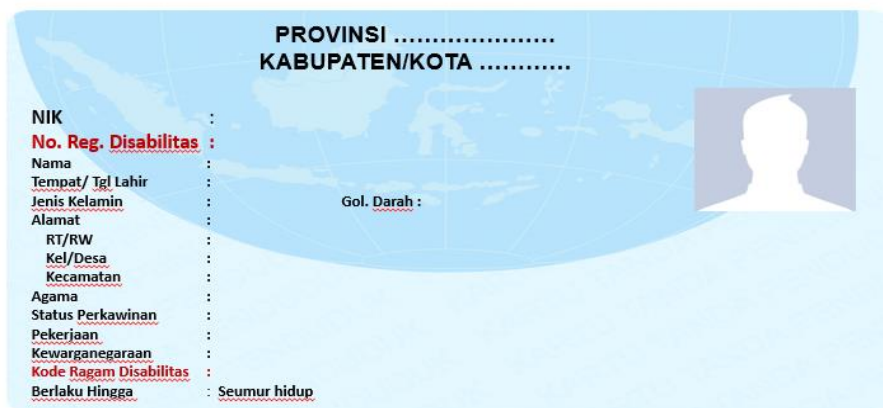 PROVINSI .....................
KABUPATEN/KOTA ............
NIK :
No. Reg. Disabilitas :
Nama :
Tempat/ Tgl Lahir :
Jenis Kelamin : Gol. Darah :
Alamat :
RT/RW :
Kel/Desa :
Kecamatan :
Agama :
Status Perkawinan :
Pekerjaan :
Kewarganegaraan :
Kode Ragam Disabilitas :
Berlaku Hingga : Seumur hidup